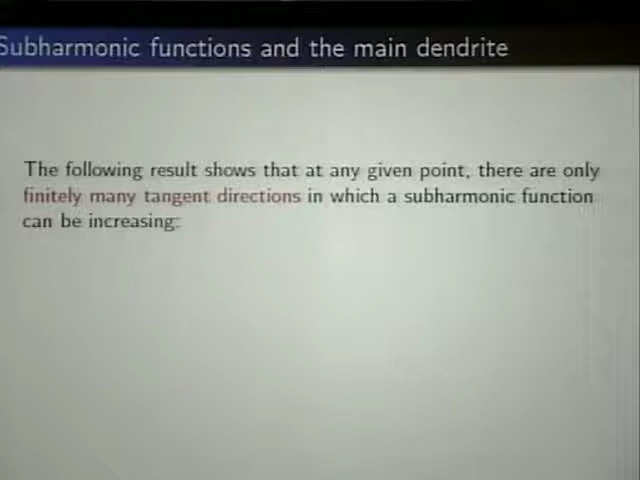 Subharmonic functions and the main dendrite
The following result shows that at any given point, there are only
finitely many tangent directions in which a subharmonic function
can be increasing: